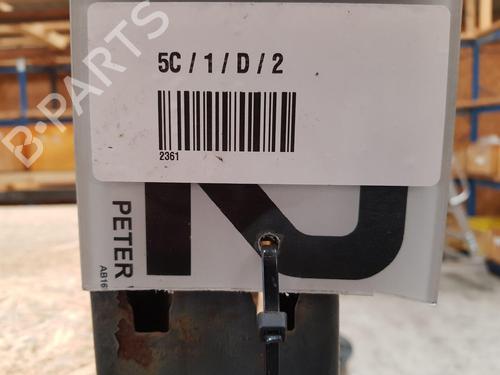 5C / 1 / D / 2
2361
PETER
AB16
B-PARTS